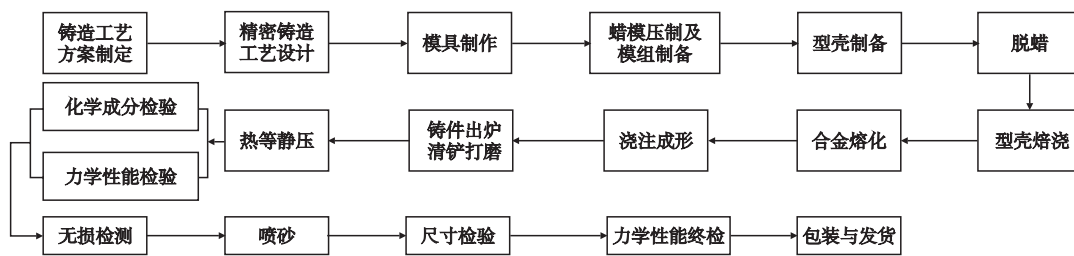 铸造工艺
方案制定
精密铸造
工艺设计
模具制作
蜡模压制及
模组制备
型壳制备
脱蜡
化学成分检验
力学性能检验
热等静压
铸件出炉
清铲打磨
浇注成形
合金熔化
型壳焙浇
无损检测
喷砂
尺寸检验
力学性能终检
包装与发货